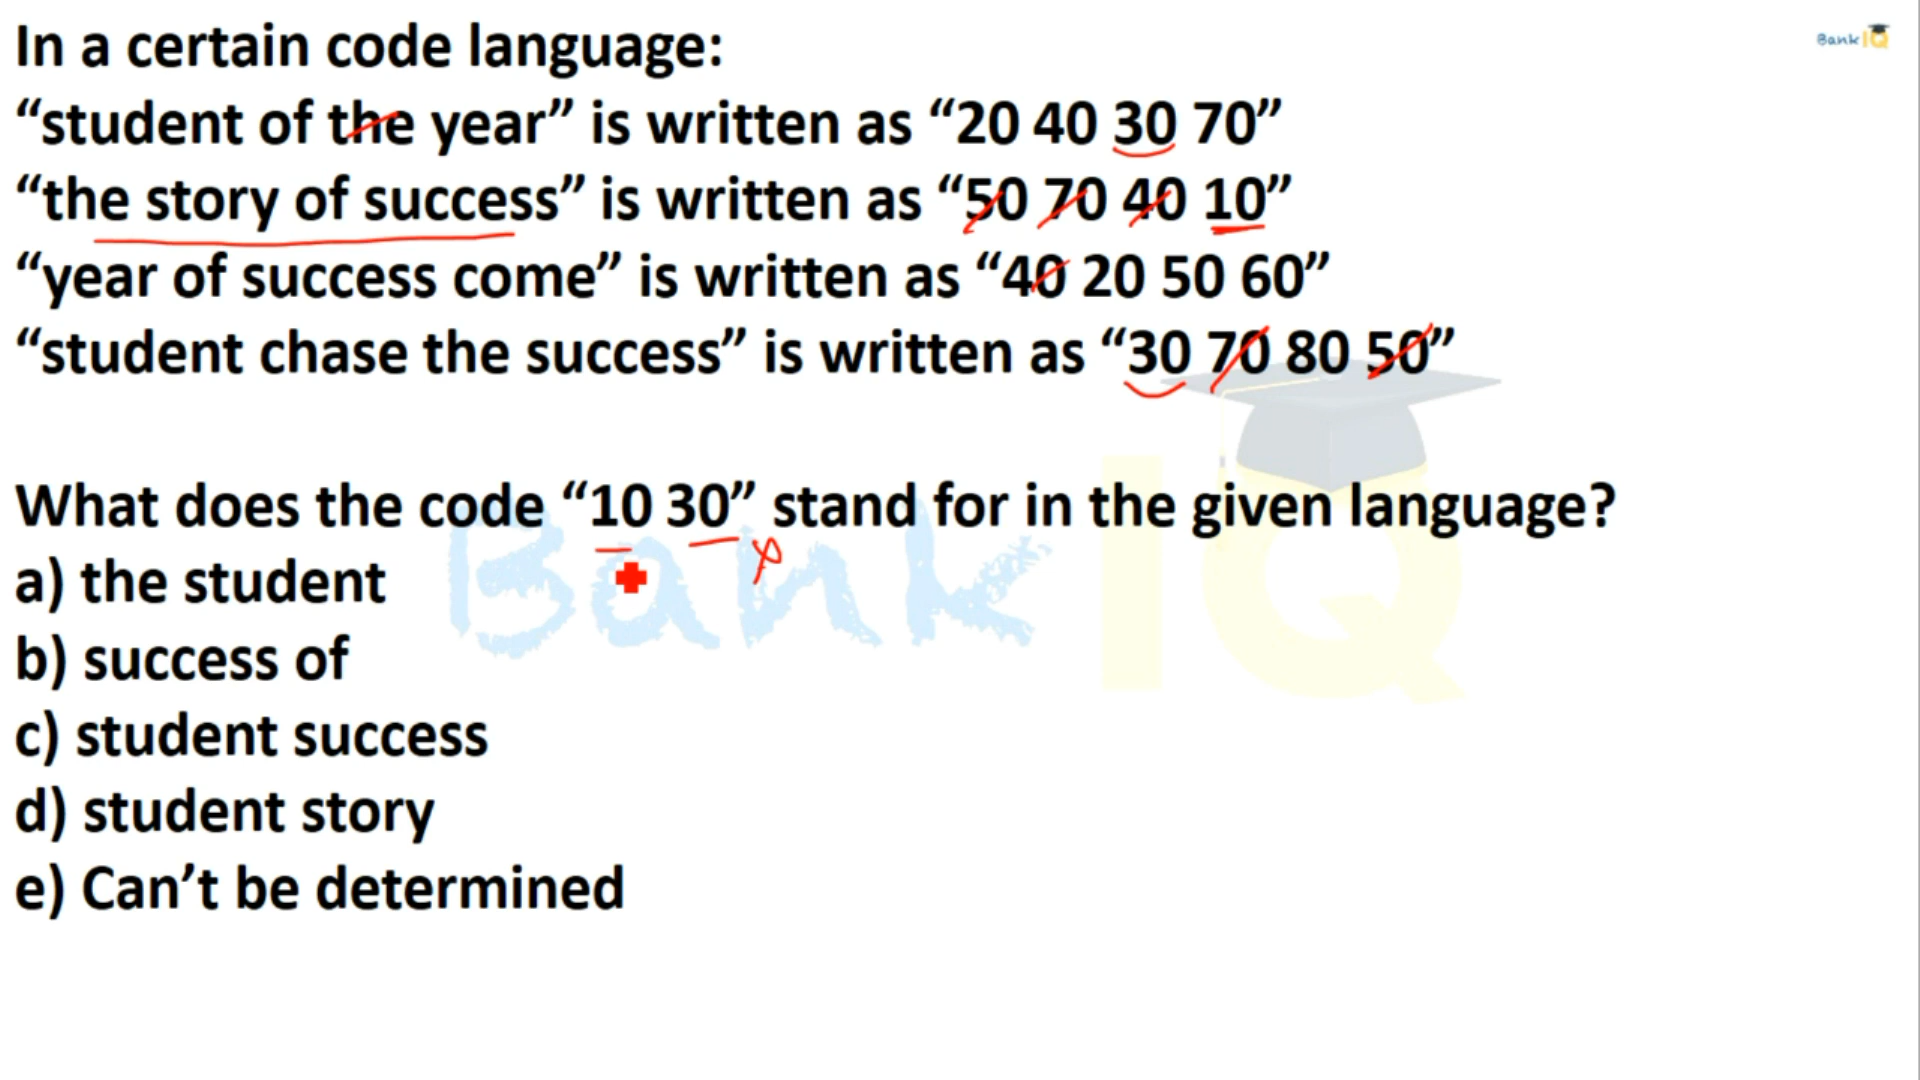 In a certain code language:
Bank IQ
“student of the year” is written as “20 40 30 70”
“the story of success” is written as “50 70 40 10”
“year of success come” is written as “40 20 50 60”
“student chase the success” is written as “30 70 80 50”
What does the code “10 30” stand for in the given language?
a) the student
b) success of
c) student success
d) student story
e) Can’t be determined
Bank IQ